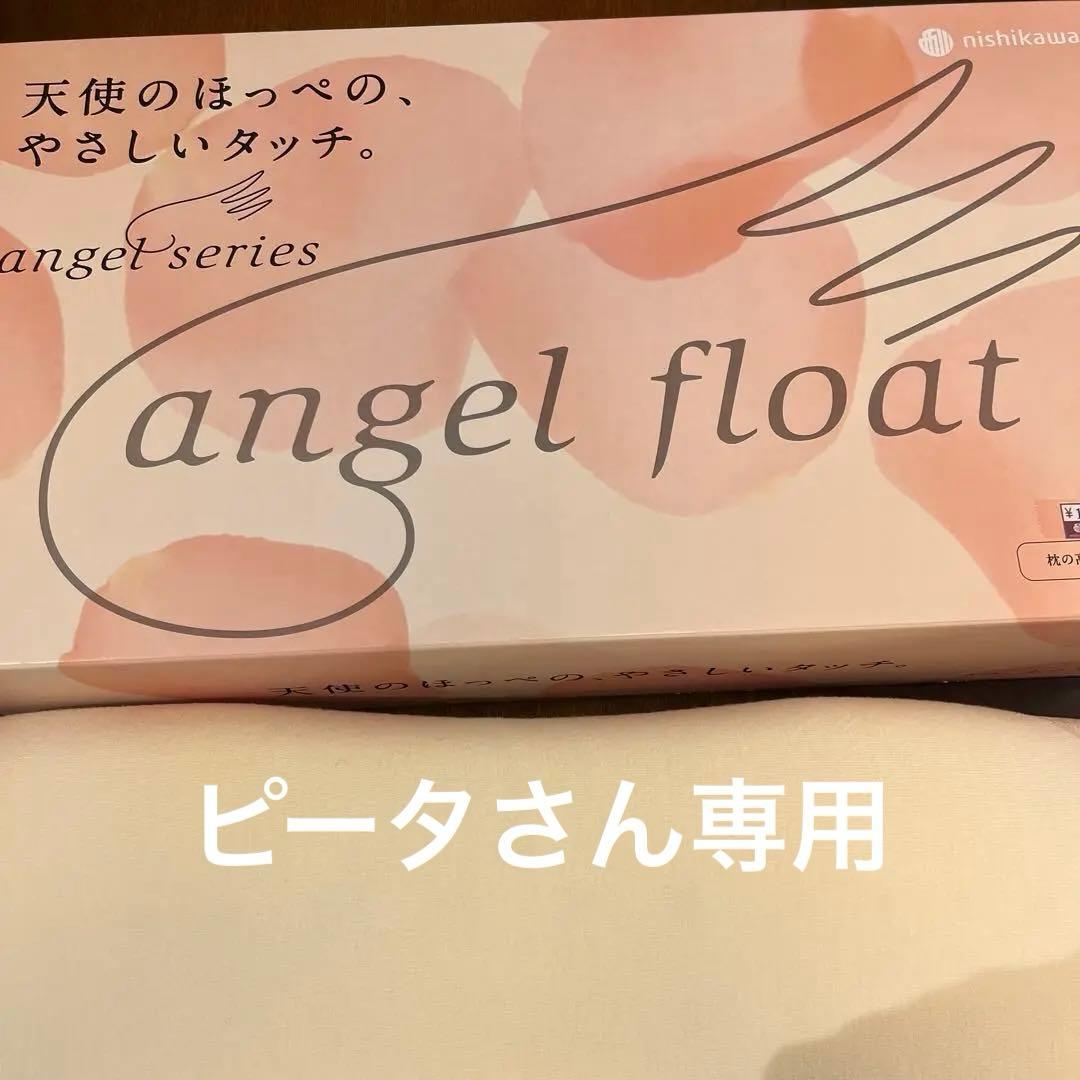 nishikawa
天使のほっぺの、
やさしいタッチ。
angel series
angel float
枕の
天使のほっぺの、やさしいタッチ。
ピータさん専用